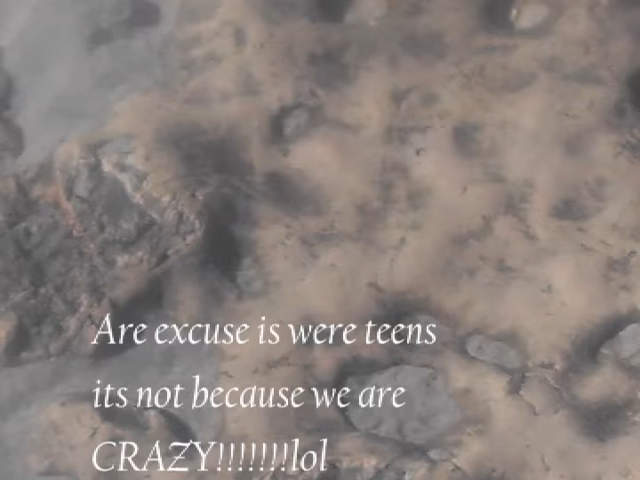 Are excuse is were teens
its not because we are
CRAZY!!!!!!!lol